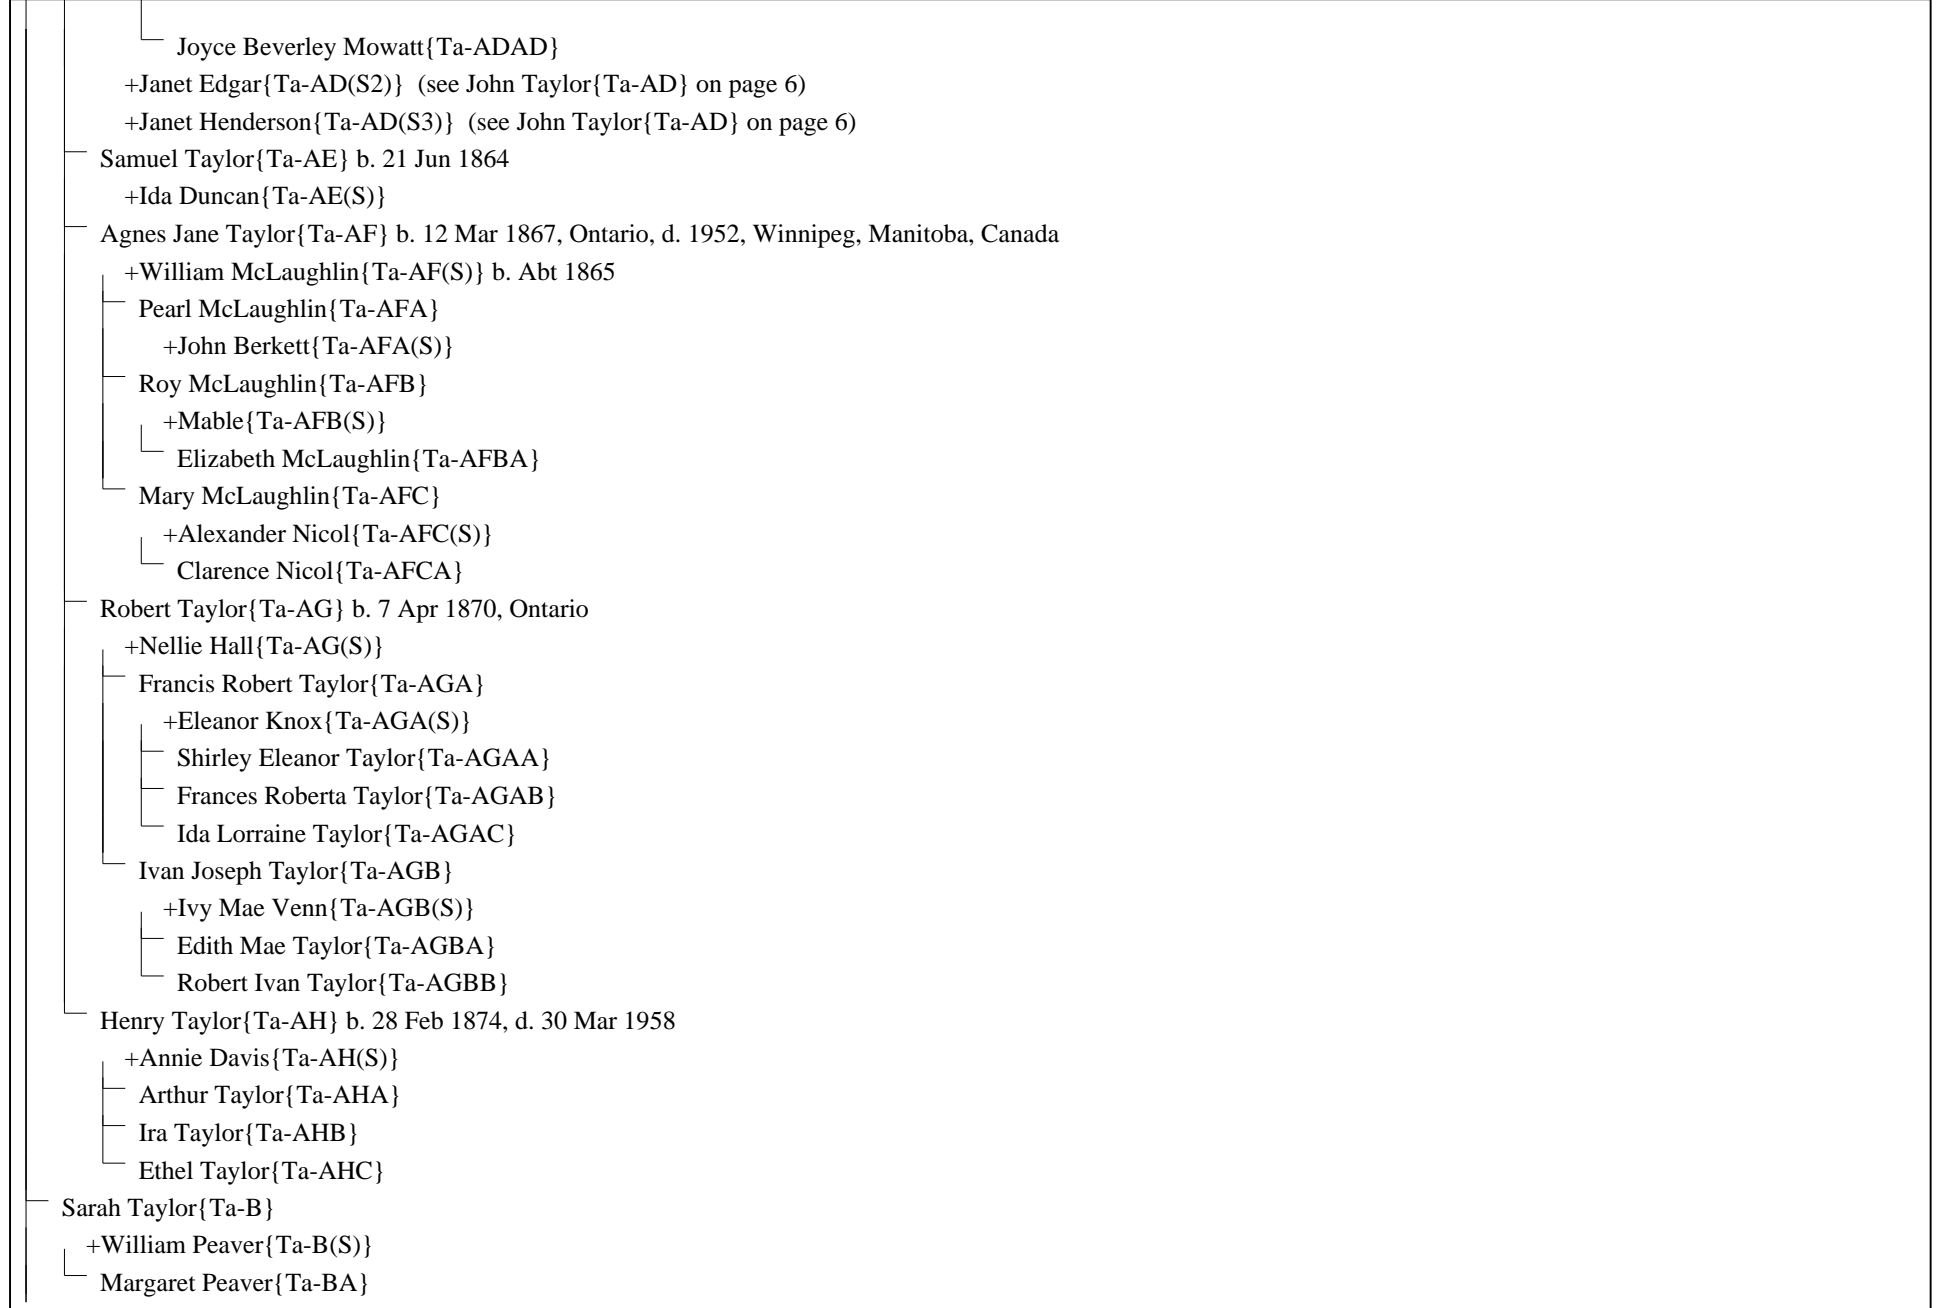 Joyce Beverley Mowatt{Ta-ADAD}
+Janet Edgar{Ta-AD(S2)}  (see John Taylor{Ta-AD} on page 6)
+Janet Henderson{Ta-AD(S3)}  (see John Taylor{Ta-AD} on page 6)
Samuel Taylor{Ta-AE} b. 21 Jun 1864
+Ida Duncan{Ta-AE(S)}
Agnes Jane Taylor{Ta-AF} b. 12 Mar 1867, Ontario, d. 1952, Winnipeg, Manitoba, Canada
+William McLaughlin{Ta-AF(S)} b. Abt 1865
Pearl McLaughlin{Ta-AFA}
+John Berkett{Ta-AFA(S)}
Roy McLaughlin{Ta-AFB}
+Mable{Ta-AFB(S)}
Elizabeth McLaughlin{Ta-AFBA}
Mary McLaughlin{Ta-AFC}
+Alexander Nicol{Ta-AFC(S)}
Clarence Nicol{Ta-AFCA}
Robert Taylor{Ta-AG} b. 7 Apr 1870, Ontario
+Nellie Hall{Ta-AG(S)}
Francis Robert Taylor{Ta-AGA}
+Eleanor Knox{Ta-AGA(S)}
Shirley Eleanor Taylor{Ta-AGAA}
Frances Roberta Taylor{Ta-AGAB}
Ida Lorraine Taylor{Ta-AGAC}
Ivan Joseph Taylor{Ta-AGB}
+Ivy Mae Venn{Ta-AGB(S)}
Edith Mae Taylor{Ta-AGBA}
Robert Ivan Taylor{Ta-AGBB}
Henry Taylor{Ta-AH} b. 28 Feb 1874, d. 30 Mar 1958
+Annie Davis{Ta-AH(S)}
Arthur Taylor{Ta-AHA}
Ira Taylor{Ta-AHB}
Ethel Taylor{Ta-AHC}
Sarah Taylor{Ta-B}
+William Peaver{Ta-B(S)}
Margaret Peaver{Ta-BA}